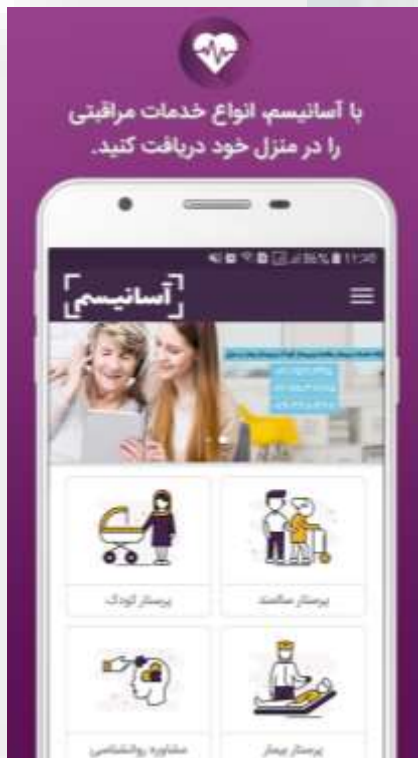 با آسانیسم، انواع خدمات مراقبتی
را در منزل خود دریافت کنید.
آسانیسم
پرستار سالمند
پرستار کودک
پرستار بیمار
مشاوره روانشناسی